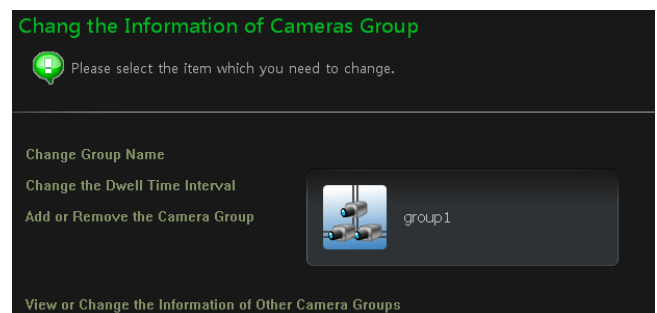 Chang the Information of Cameras Group
Please select the item which you need to change.
Change Group Name
Change the Dwell Time Interval
Add or Remove the Camera Group
group1
View or Change the Information of Other Camera Groups